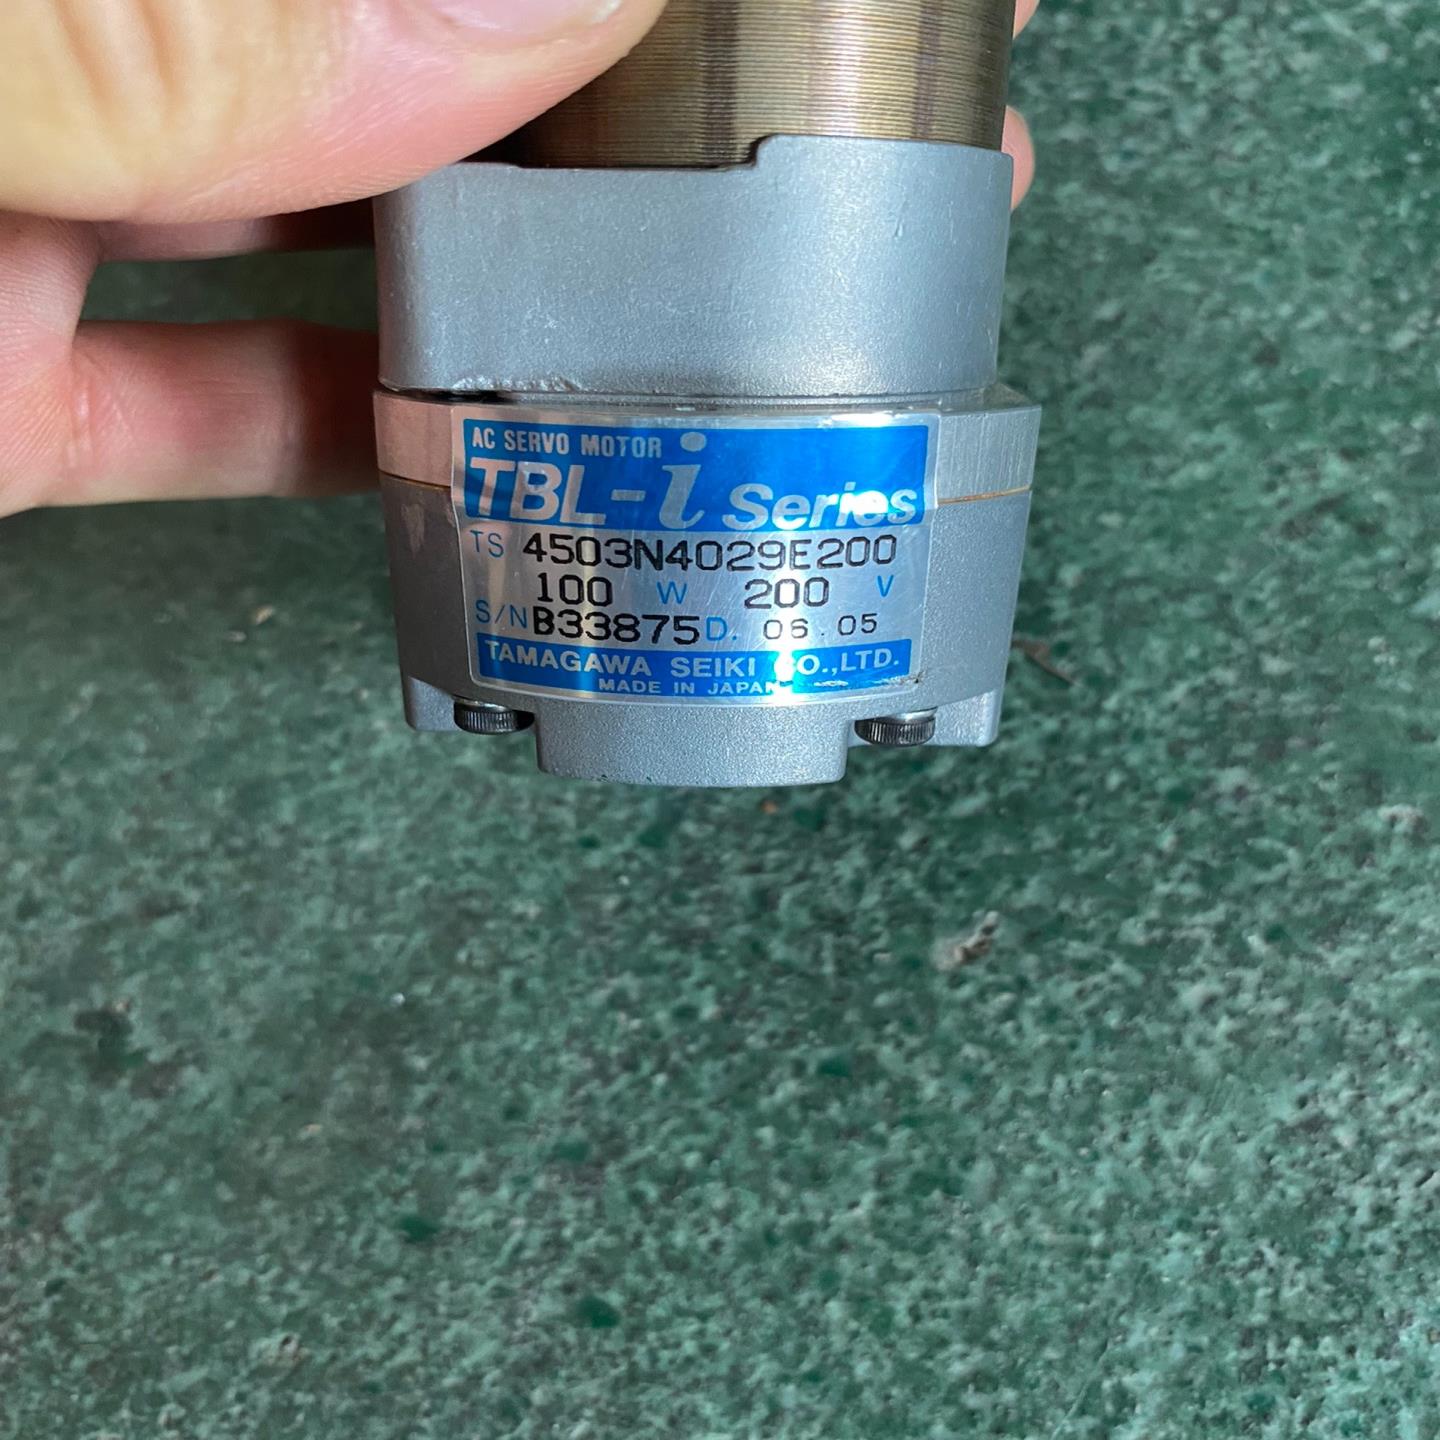 AC SERVO MOTOR
TBL-i Series
TS 4503N4029E200
100 W 200 V
S/N B33875 D. 06.05
TAMAGAWA SEIKI CO.,LTD.
MADE IN JAPAN